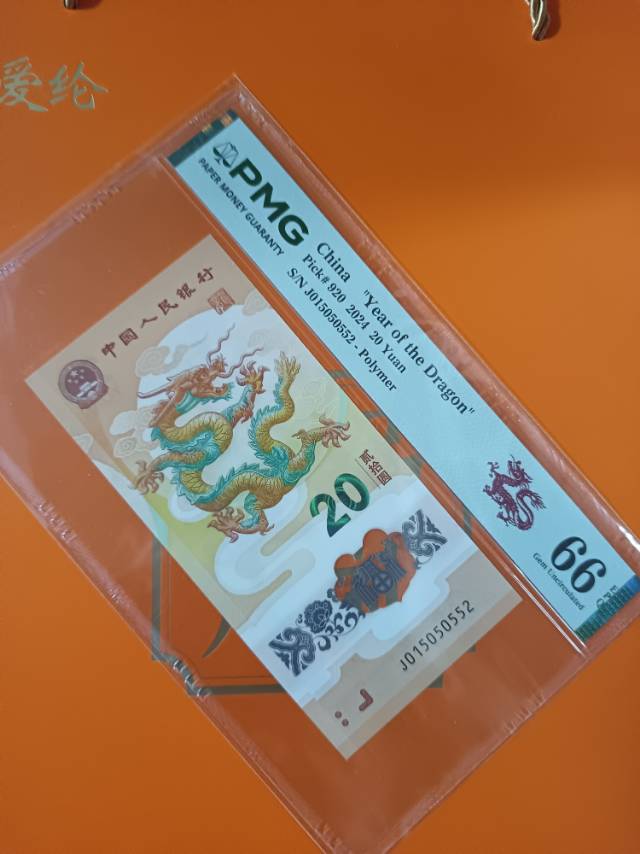 爱纶
PMG
PAPER MONEY GUARANTY
China "Year of the Dragon"
Pick# 920 2024 20 Yuan
S/N J015050552 - Polymer
66
Gem Uncirculated
中国人民银行
贰拾圆
20
J015050552